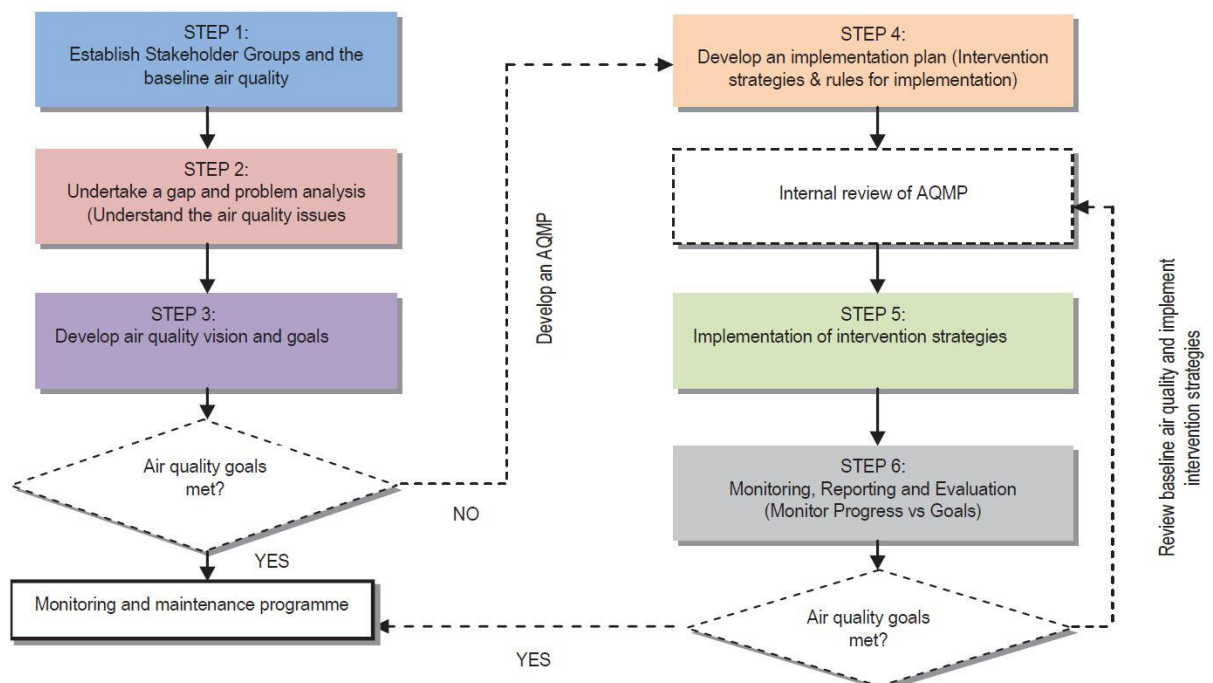 STEP 1:
Establish Stakeholder Groups and the
baseline air quality
STEP 2:
Undertake a gap and problem analysis
(Understand the air quality issues
STEP 3:
Develop air quality vision and goals
Air quality goals
met?
NO
YES
Monitoring and maintenance programme
Develop an AQMP
STEP 4:
Develop an implementation plan (Intervention
strategies & rules for implementation)
Internal review of AQMP
STEP 5:
Implementation of intervention strategies
STEP 6:
Monitoring, Reporting and Evaluation
(Monitor Progress vs Goals)
Air quality goals
met?
YES
Review baseline air quality and implement
intervention strategies